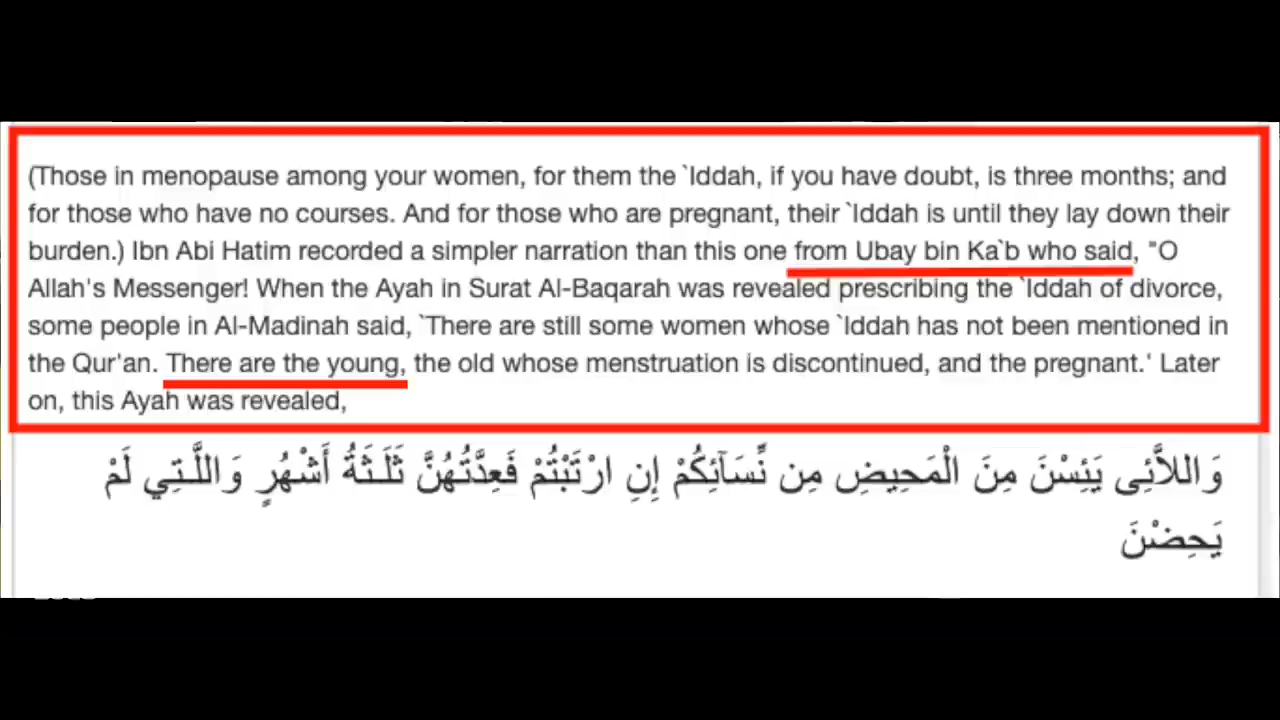 (Those in menopause among your women, for them the `Iddah, if you have doubt, is three months; and
for those who have no courses. And for those who are pregnant, their `Iddah is until they lay down their
burden.) Ibn Abi Hatim recorded a simpler narration than this one from Ubay bin Ka`b who said, "O
Allah's Messenger! When the Ayah in Surat Al-Baqarah was revealed prescribing the `Iddah of divorce,
some people in Al-Madinah said, `There are still some women whose `Iddah has not been mentioned in
the Qur'an. There are the young, the old whose menstruation is discontinued, and the pregnant.' Later
on, this Ayah was revealed,
وَاللاَّئِى يَئِسْنَ مِنَ الْمَحِيضِ مِن نِّسَآئِكُمْ إِنِ ارْتَبْتُمْ فَعِدَّتُهُنَّ ثَلَـثَةُ أَشْهُرٍ وَاللَّـتِي لَمْ
يَحِضْنَ